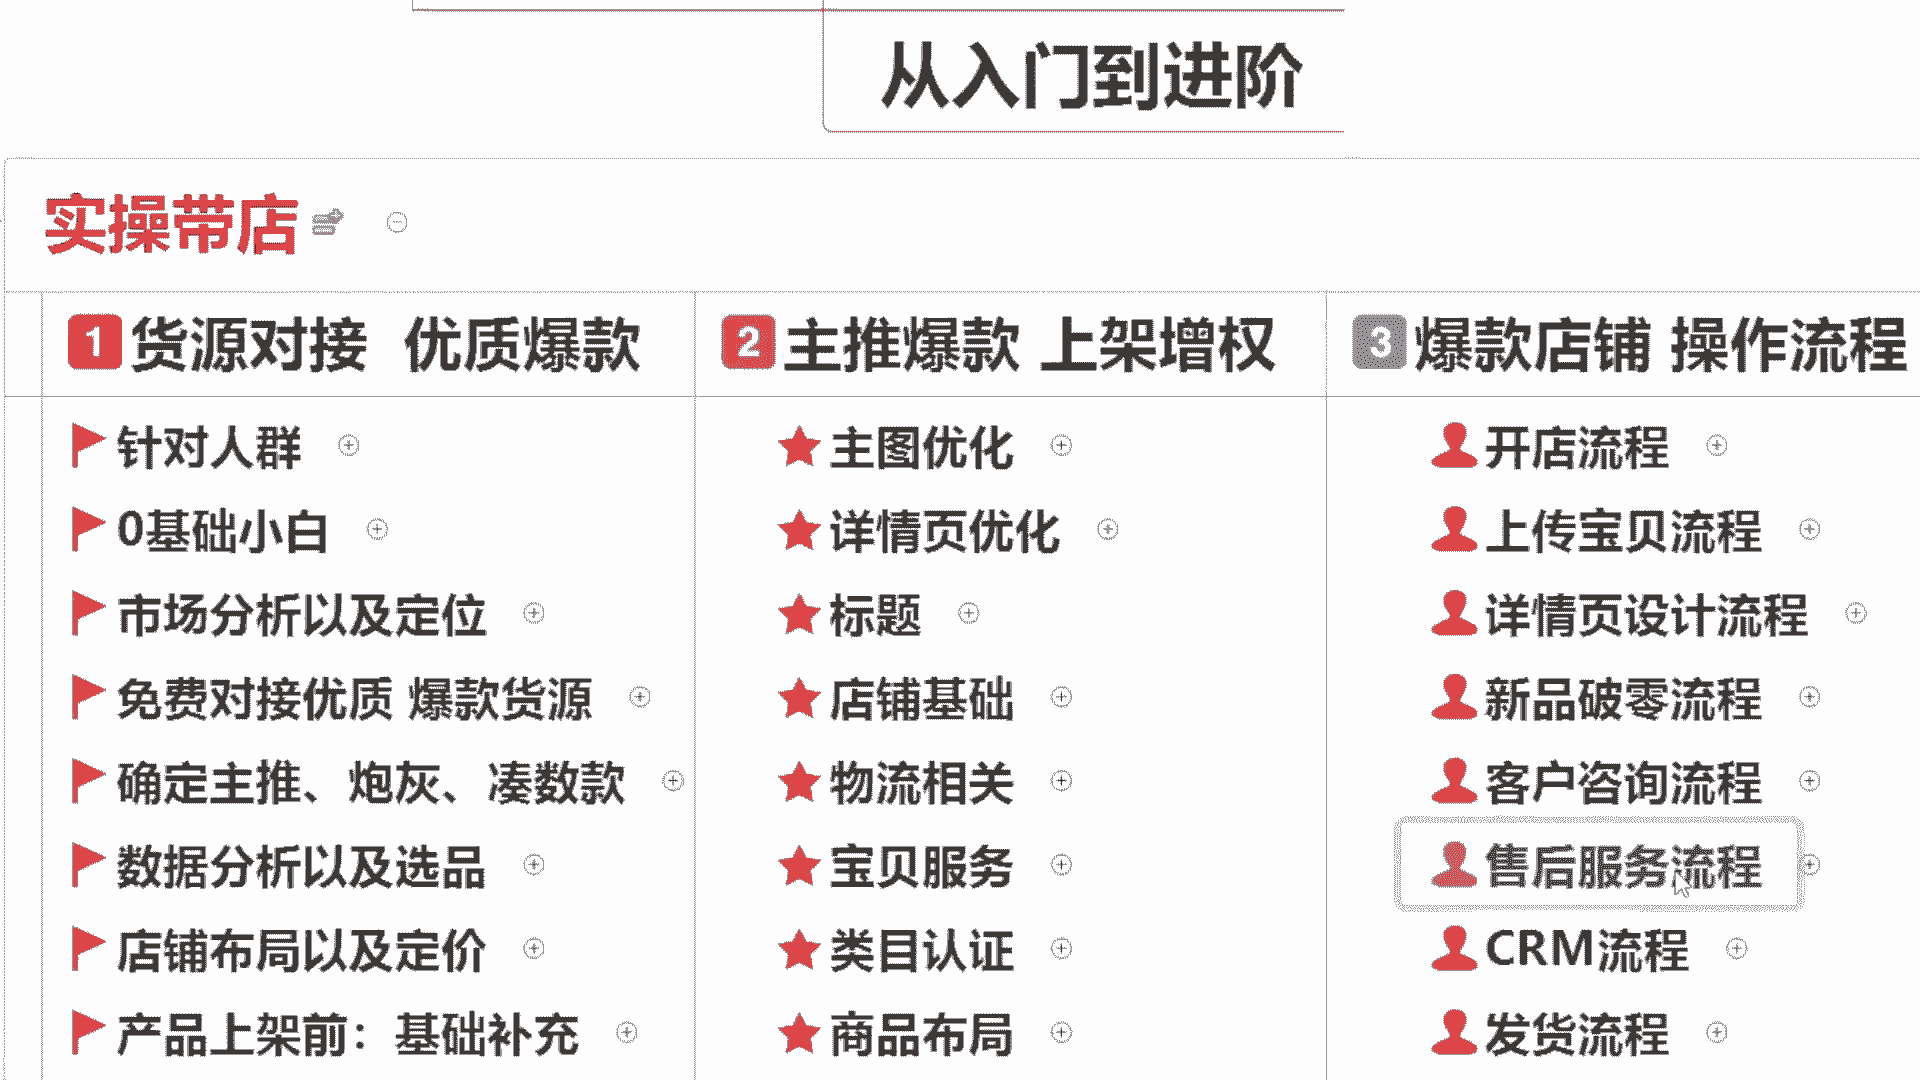 从入门到进阶
实操带店
1 货源对接 优质爆款
针对人群
0基础小白
市场分析以及定位
免费对接优质 爆款货源
确定主推、炮灰、凑数款
数据分析以及选品
店铺布局以及定价
产品上架前：基础补充
2 主推爆款 上架增权
主图优化
详情页优化
标题
店铺基础
物流相关
宝贝服务
类目认证
商品布局
3 爆款店铺 操作流程
开店流程
上传宝贝流程
详情页设计流程
新品破零流程
客户咨询流程
售后服务流程
CRM流程
发货流程